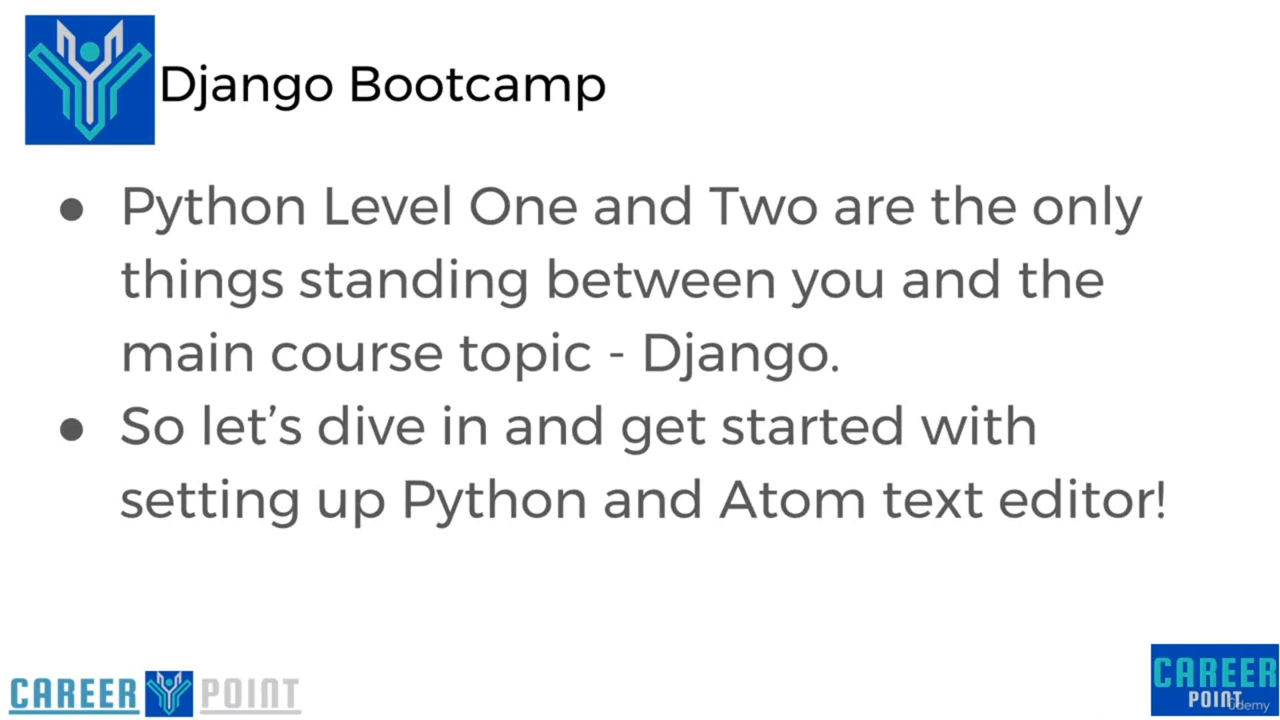 Django Bootcamp
● Python Level One and Two are the only
things standing between you and the
main course topic - Django.
● So let’s dive in and get started with
setting up Python and Atom text editor!
CAREER POINT
CAREER
POINT
Udemy